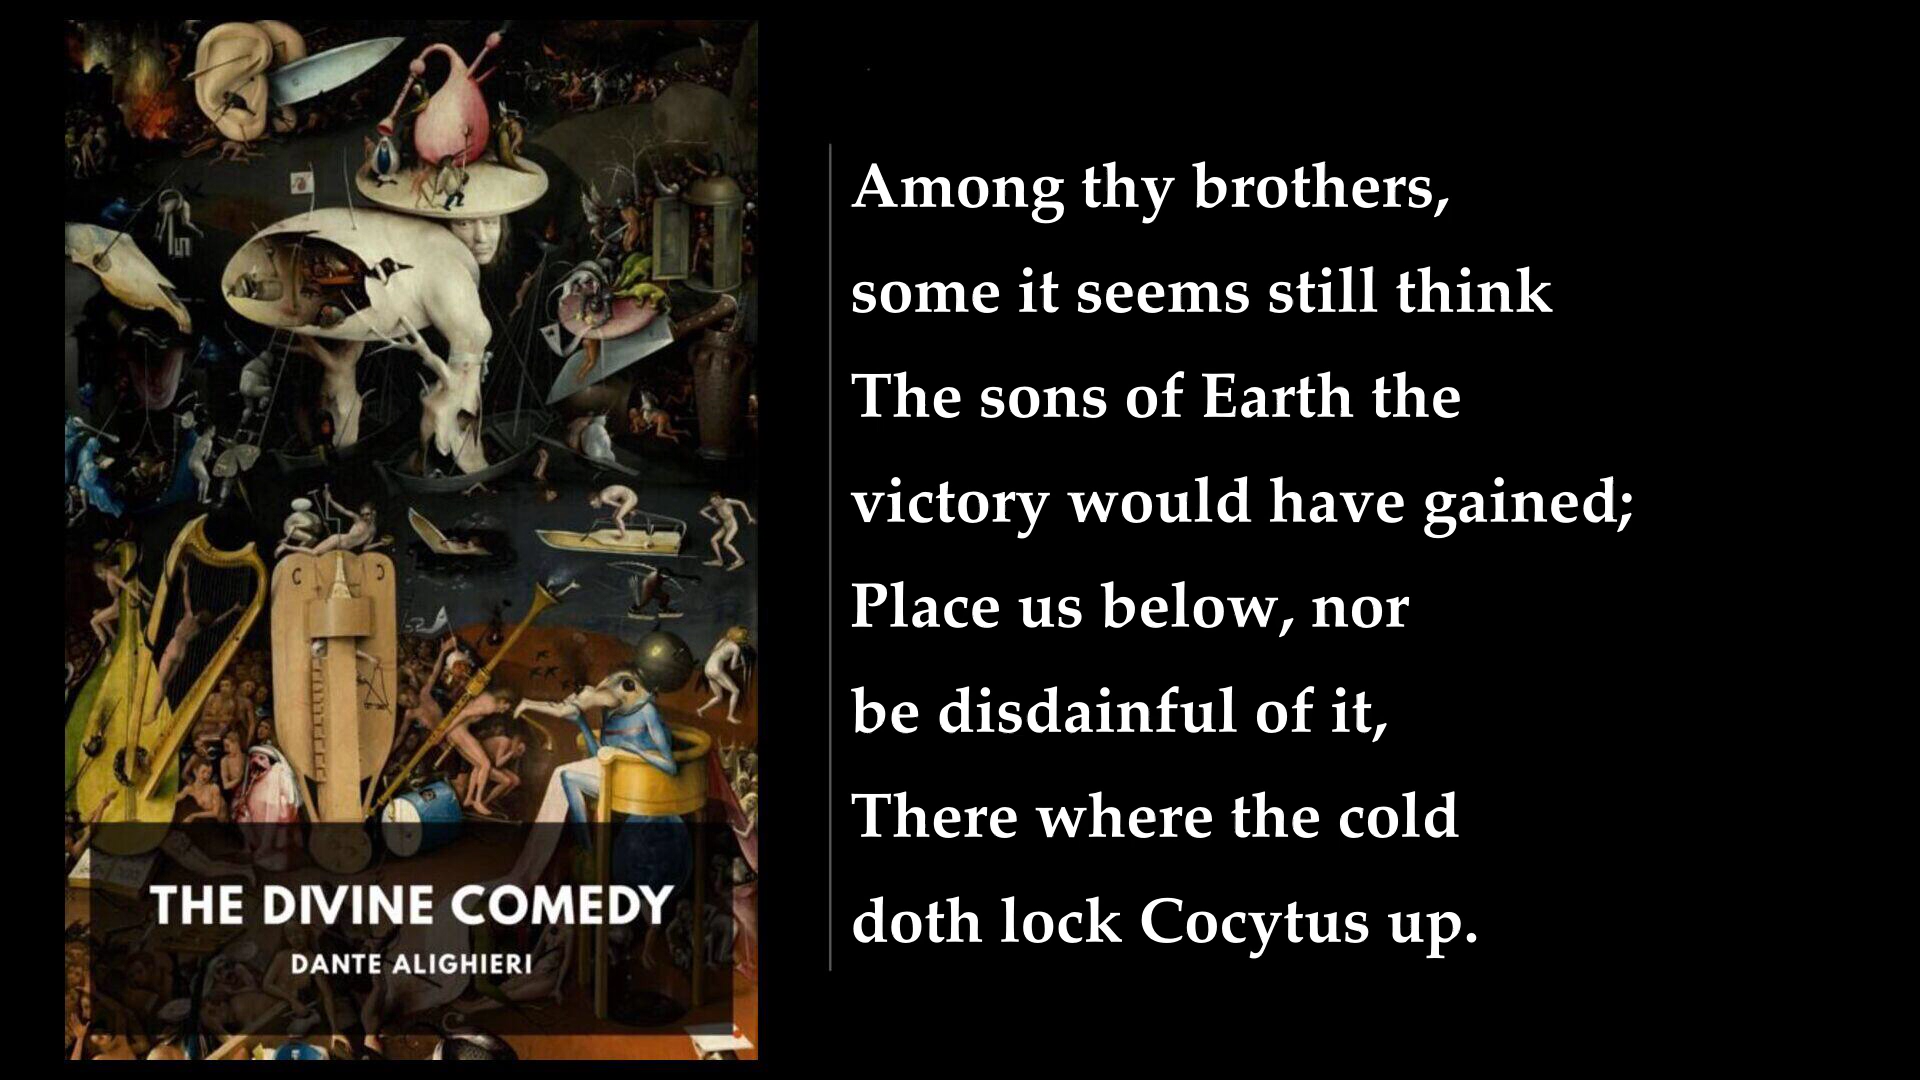 Among thy brothers,
some it seems still think
The sons of Earth the
victory would have gained;
Place us below, nor
be disdainful of it,
There where the cold
doth lock Cocytus up.
THE DIVINE COMEDY
DANTE ALIGHIERI